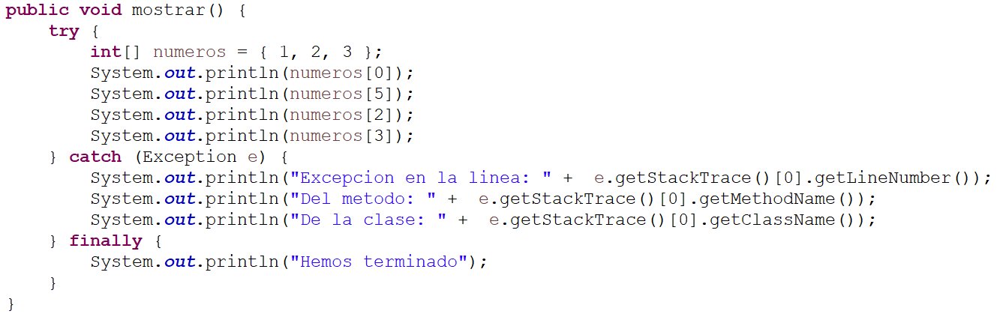 public void mostrar() {
    try {
        int[] numeros = { 1, 2, 3 };
        System.out.println(numeros[0]);
        System.out.println(numeros[5]);
        System.out.println(numeros[2]);
        System.out.println(numeros[3]);
    } catch (Exception e) {
        System.out.println("Excepcion en la linea: " +  e.getStackTrace()[0].getLineNumber());
        System.out.println("Del metodo: " +  e.getStackTrace()[0].getMethodName());
        System.out.println("De la clase: " +  e.getStackTrace()[0].getClassName());
    } finally {
        System.out.println("Hemos terminado");
    }
}